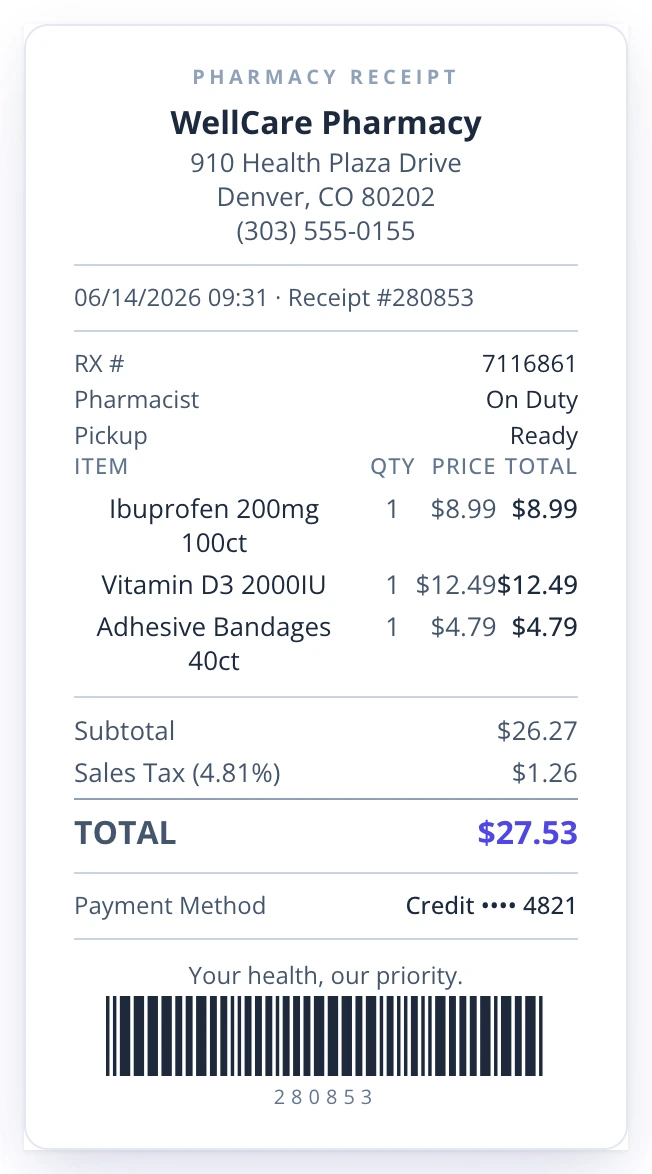 PHARMACY RECEIPT
WellCare Pharmacy
910 Health Plaza Drive
Denver, CO 80202
(303) 555-0155
06/14/2026 09:31 · Receipt #280853
RX # 7116861
Pharmacist On Duty
Pickup Ready
ITEM QTY PRICE TOTAL
Ibuprofen 200mg 1 $8.99 $8.99
100ct
Vitamin D3 2000IU 1 $12.49 $12.49
Adhesive Bandages 1 $4.79 $4.79
40ct
Subtotal $26.27
Sales Tax (4.81%) $1.26
TOTAL $27.53
Payment Method Credit •••• 4821
Your health, our priority.
280853